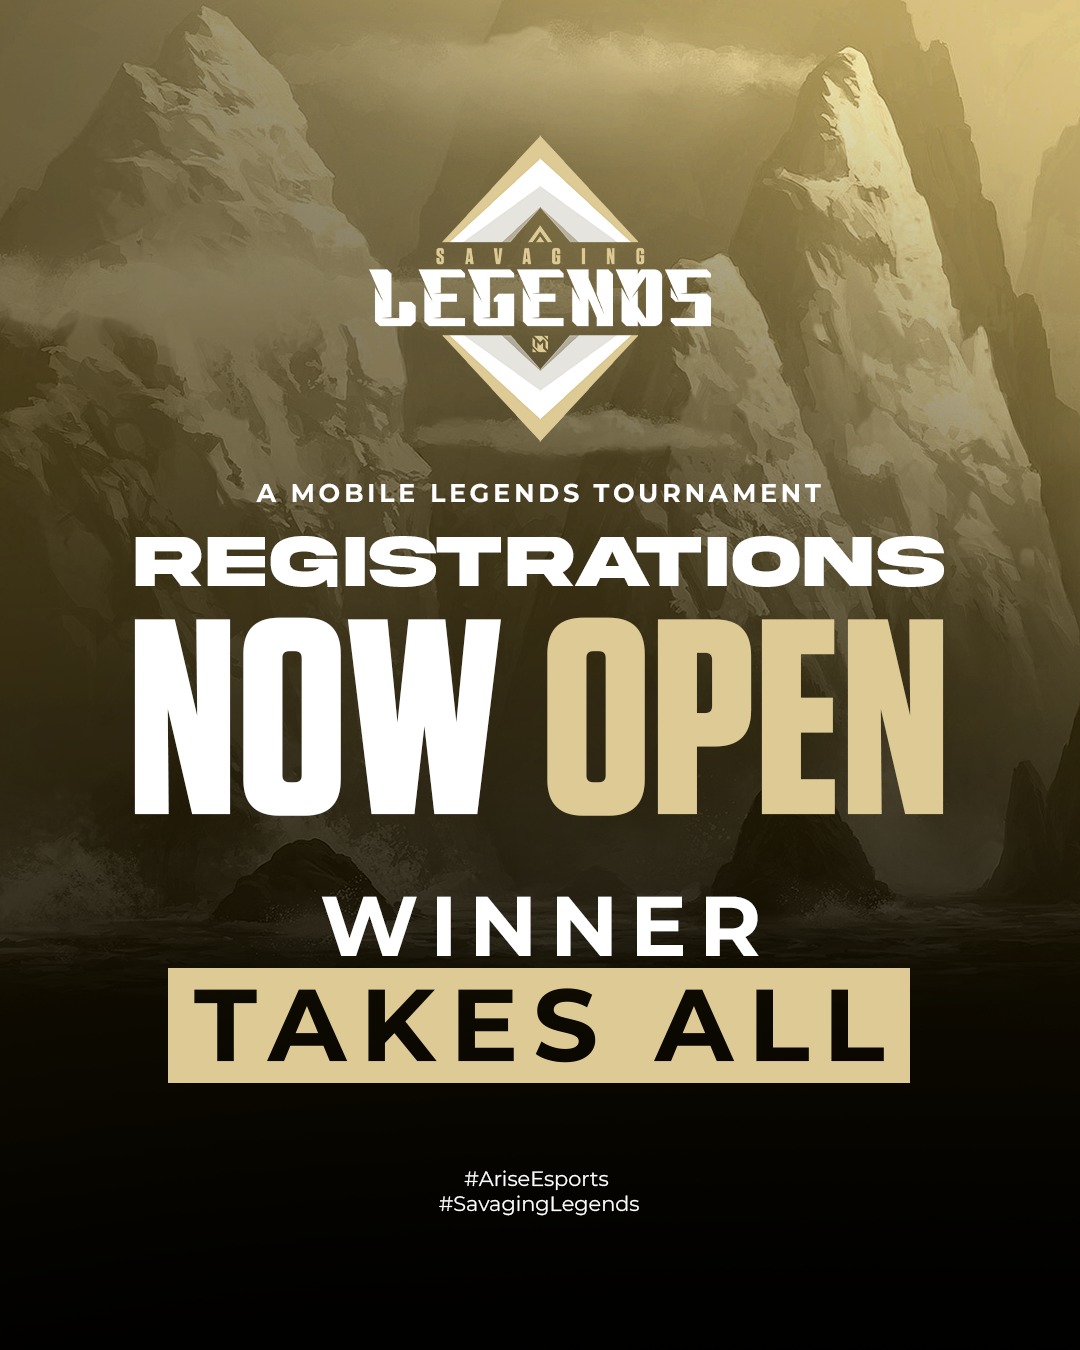 SAVAGING
LEGENDS
A MOBILE LEGENDS TOURNAMENT
REGISTRATIONS
NOW OPEN
WINNER
TAKES ALL
#AriseEsports
#SavagingLegends